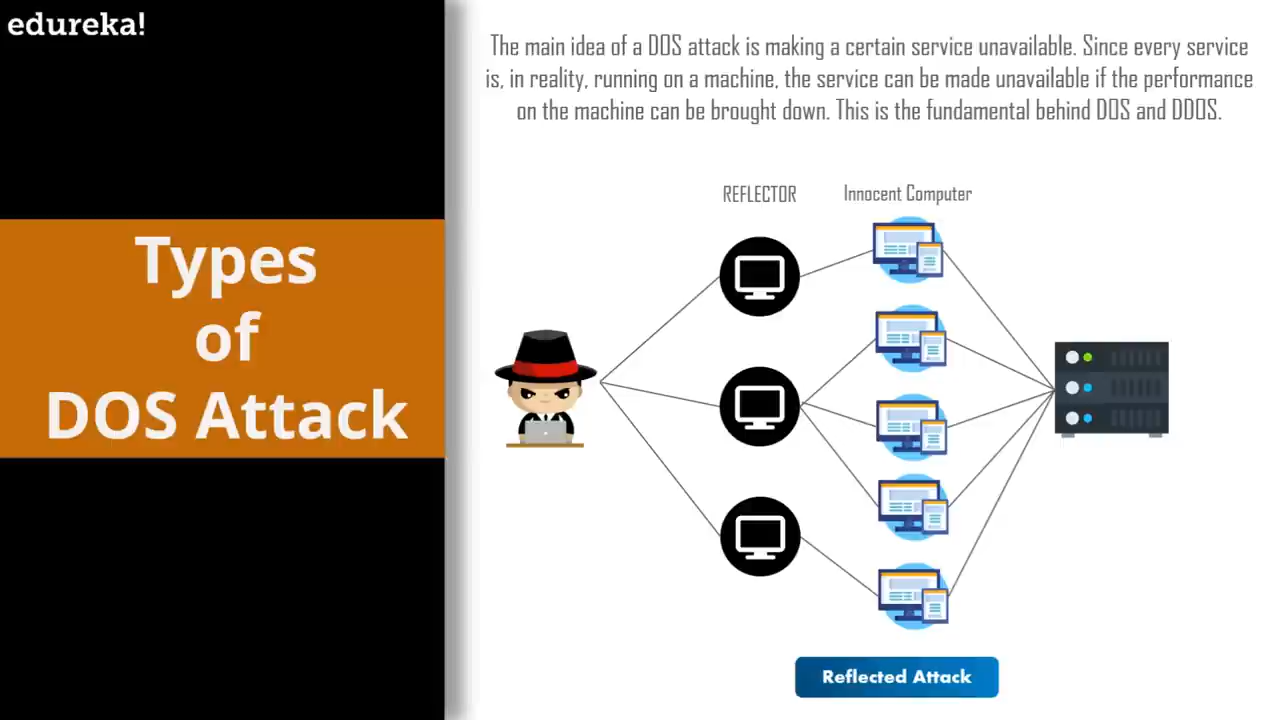 edureka!
Types
of
DOS Attack
The main idea of a DOS attack is making a certain service unavailable. Since every service
is, in reality, running on a machine, the service can be made unavailable if the performance
on the machine can be brought down. This is the fundamental behind DOS and DDOS.
REFLECTOR
Innocent Computer
Reflected Attack